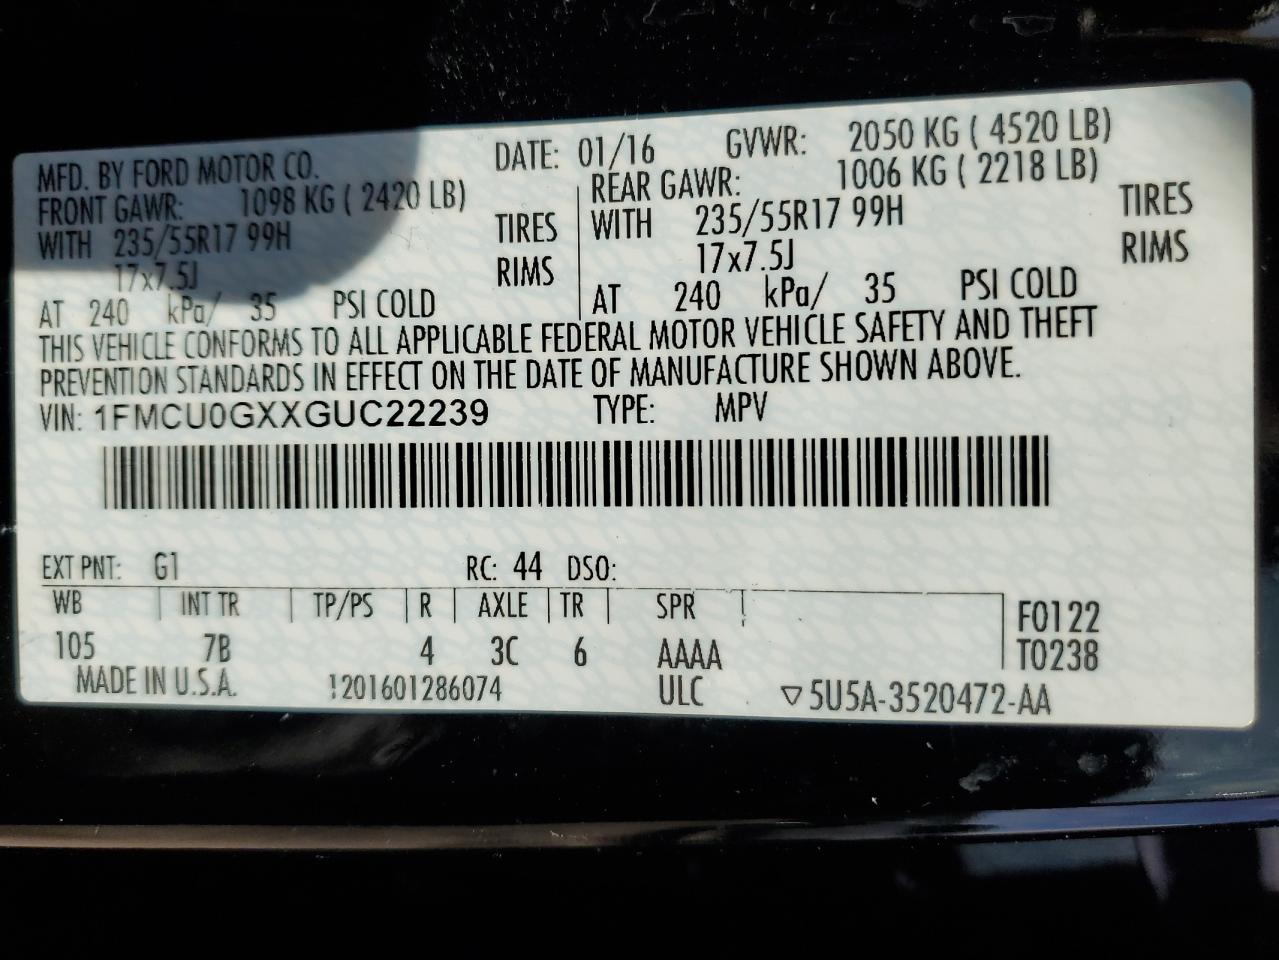 MFD. BY FORD MOTOR CO. DATE: 01/16 GVWR: 2050 KG ( 4520 LB)
FRONT GAWR: 1098 KG ( 2420 LB) REAR GAWR: 1006 KG ( 2218 LB)
WITH 235/55R17 99H TIRES WITH 235/55R17 99H TIRES
17x7.5J RIMS 17x7.5J RIMS
AT 240 kPa/ 35 PSI COLD AT 240 kPa/ 35 PSI COLD
THIS VEHICLE CONFORMS TO ALL APPLICABLE FEDERAL MOTOR VEHICLE SAFETY AND THEFT
PREVENTION STANDARDS IN EFFECT ON THE DATE OF MANUFACTURE SHOWN ABOVE.
VIN: 1FMCU0GXXGUC22239 TYPE: MPV
EXT PNT: G1 RC: 44 DSO:
WB INT TR TP/PS R AXLE TR SPR F0122
105 7B 4 3C 6 AAAA T0238
MADE IN U.S.A. 1201601286074 ULC ▽5U5A-3520472-AA